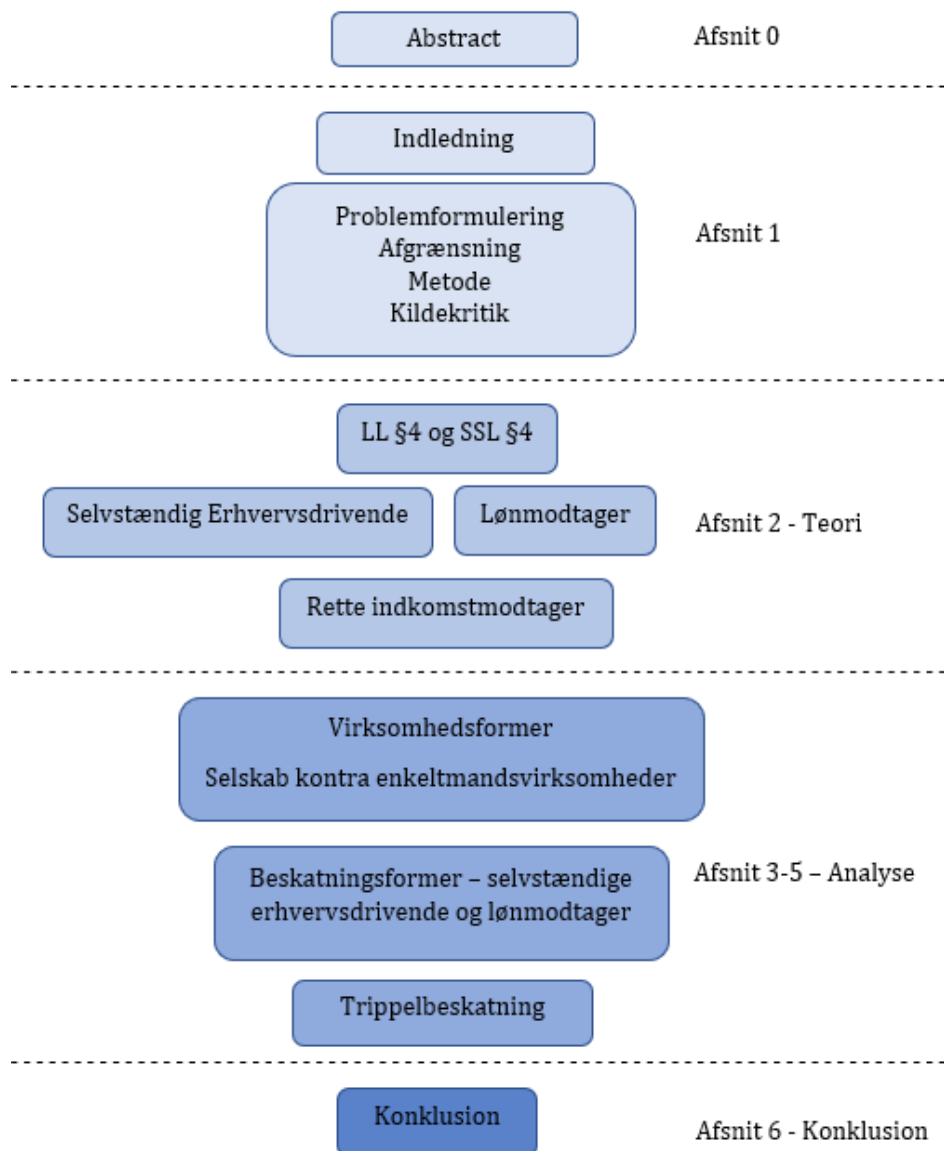 Abstract
Afsnit 0
Indledning
Problemformulering
Afgrænsning
Metode
Kildekritik
Afsnit 1
LL §4 og SSL §4
Selvstændig Erhvervsdrivende
Lønmodtager
Afsnit 2 - Teori
Rette indkomstmodtager
Virksomhedsformer
Selskab kontra enkeltmandsvirksomheder
Beskatningsformer – selvstændige
erhvervsdrivende og lønmodtager
Afsnit 3-5 – Analyse
Trippelbeskatning
Konklusion
Afsnit 6 - Konklusion